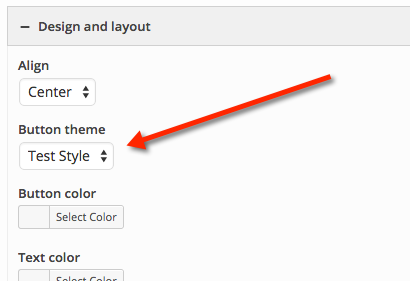 Design and layout
Align
Center
Button theme
Test Style
Button color
Select Color
Text color
Select Color